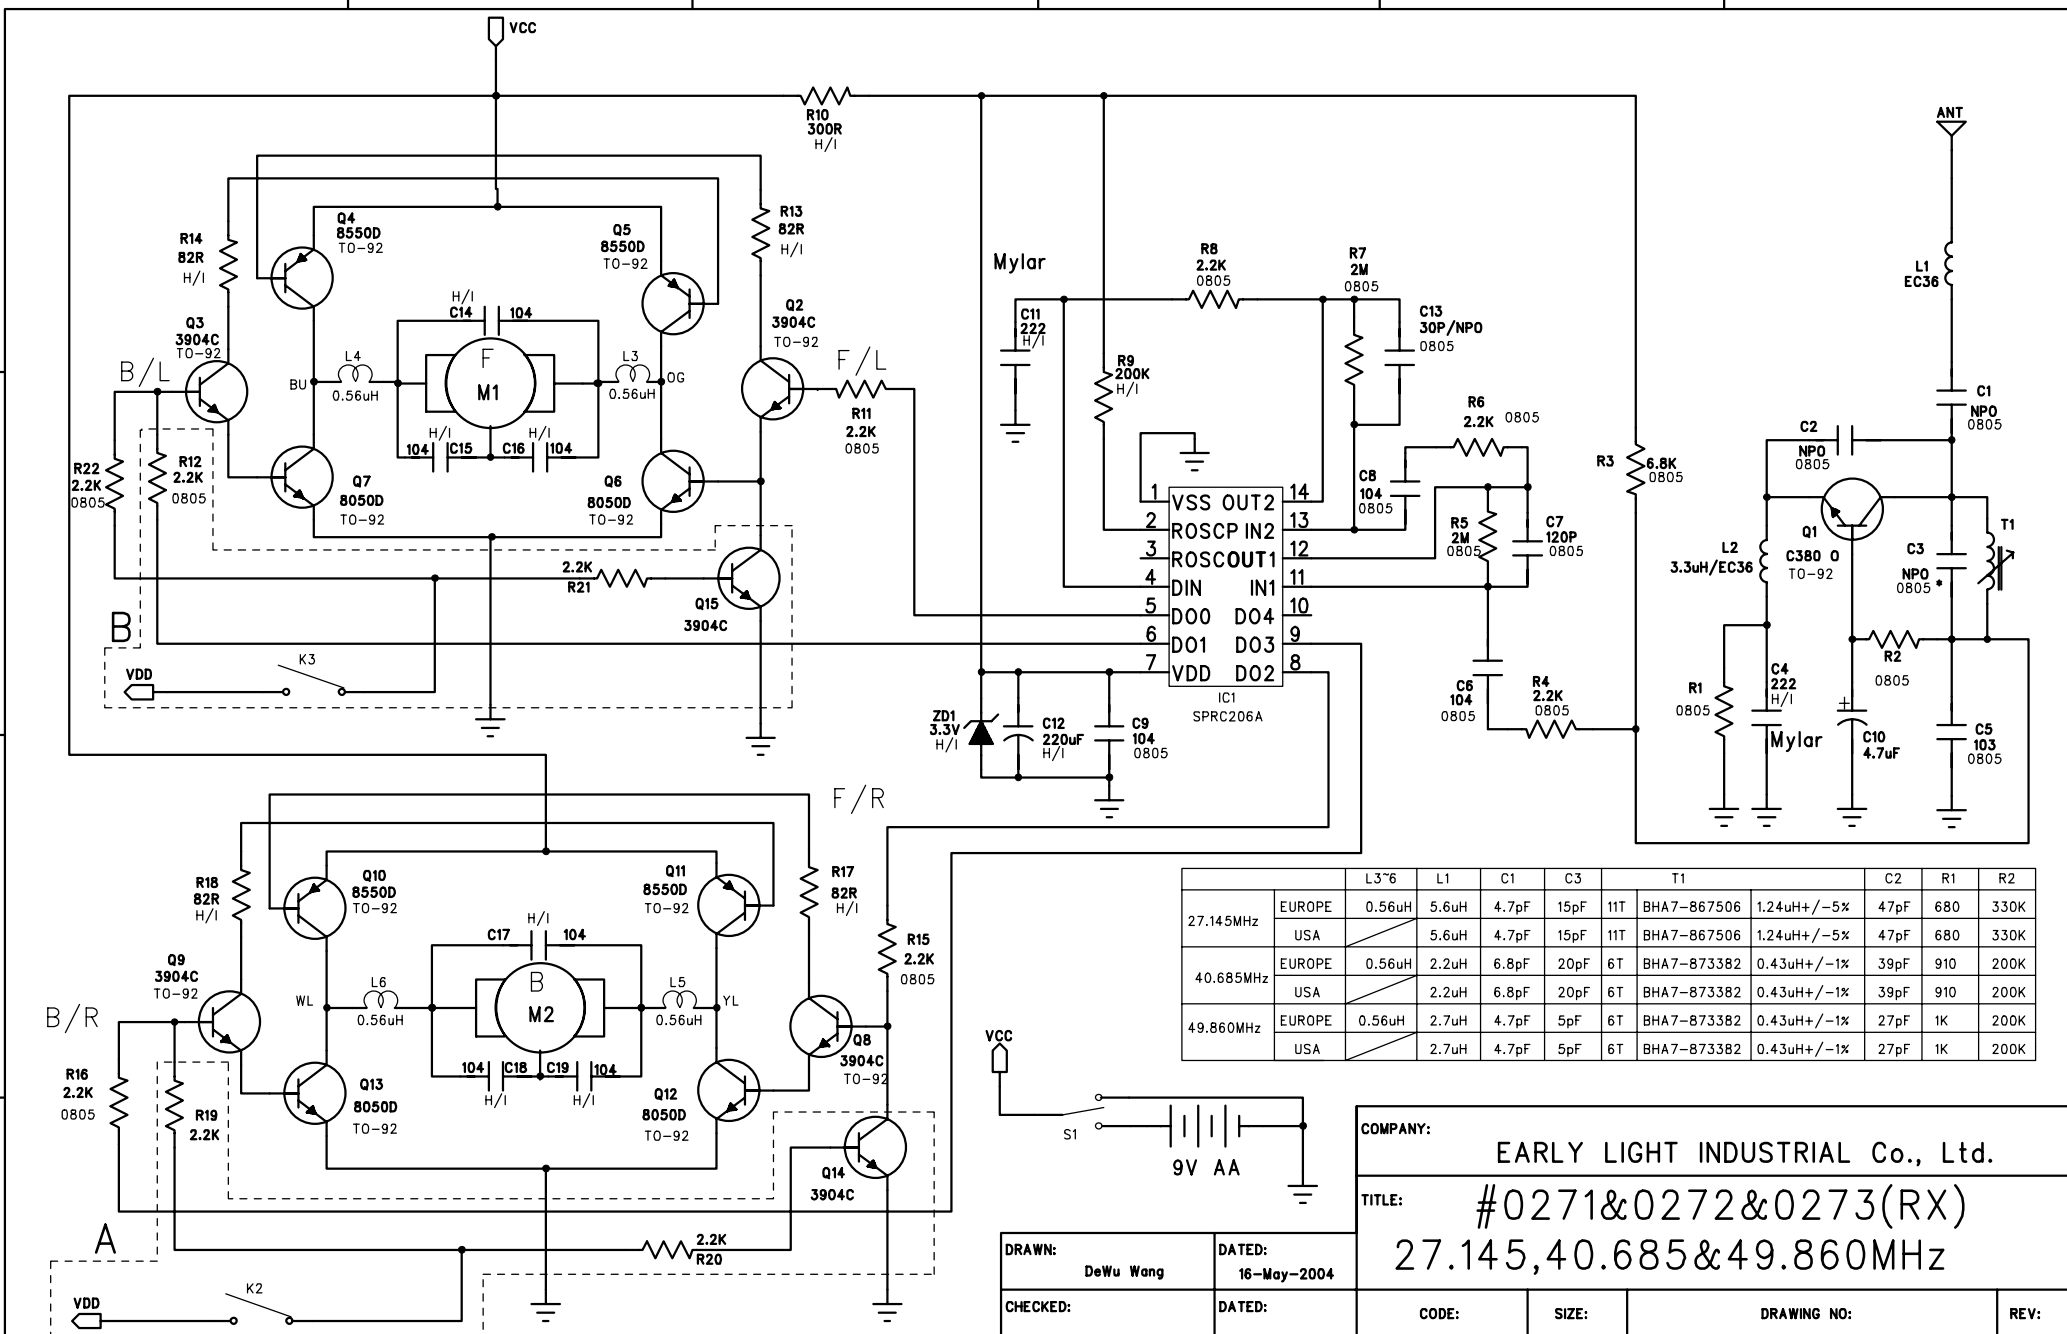 VCC
R10
300R
H/I
ANT
R14
82R
H/I
Q4
8550D
TO-92
Q5
8550D
TO-92
R13
82R
H/I
L1
EC36
Q3
3904C
TO-92
H/I
C14 104
F
M1
Q2
3904C
TO-92
B/L
BU
L4
0.56uH
L3
0.56uH
OG
F/L
R11
2.2K
0805
H/I H/I
104 C15 C16 104
R22
2.2K
0805
R12
2.2K
0805
Q7
8050D
TO-92
Q6
8050D
TO-92
2.2K
R21
Q15
3904C
B
VDD
K3
Mylar
C11
222
H/I
R8
2.2K
0805
R7
2M
0805
C13
30P/NPO
0805
R9
200K
H/I
R6
2.2K 0805
C8
104
0805
R5
2M
0805
C7
120P
0805
R3
6.8K
0805
1 VSS OUT2 14
2 ROSCP IN2 13
3 ROSCOUT1 12
4 DIN IN1 11
5 DO0 DO4 10
6 DO1 DO3 9
7 VDD DO2 8
IC1
SPRC206A
C6
104
0805
R4
2.2K
0805
ZD1
3.3V
H/I
C12
220uF
H/I
C9
104
0805
C1
NPO
0805
C2
NPO
0805
Q1
C380 O
TO-92
L2
3.3uH/EC36
C3
NPO
0805 *
T1
R2
0805
R1
0805
C4
222
H/I
Mylar
+
C10
4.7uF
C5
103
0805
F/R
R18
82R
H/I
Q10
8550D
TO-92
Q11
8550D
TO-92
R17
82R
H/I
Q9
3904C
TO-92
H/I
C17 104
B
M2
R15
2.2K
0805
B/R
WL
L6
0.56uH
L5
0.56uH
YL
Q8
3904C
TO-92
104 C18 C19 104
H/I H/I
R16
2.2K
0805
R19
2.2K
Q13
8050D
TO-92
Q12
8050D
TO-92
Q14
3904C
A
2.2K
R20
VDD
K2
VCC
S1
9V AA
L3~6 L1 C1 C3 T1 C2 R1 R2
27.145MHz EUROPE 0.56uH 5.6uH 4.7pF 15pF 11T BHA7-867506 1.24uH+/-5% 47pF 680 330K
USA 5.6uH 4.7pF 15pF 11T BHA7-867506 1.24uH+/-5% 47pF 680 330K
40.685MHz EUROPE 0.56uH 2.2uH 6.8pF 20pF 6T BHA7-873382 0.43uH+/-1% 39pF 910 200K
USA 2.2uH 6.8pF 20pF 6T BHA7-873382 0.43uH+/-1% 39pF 910 200K
49.860MHz EUROPE 0.56uH 2.7uH 4.7pF 5pF 6T BHA7-873382 0.43uH+/-1% 27pF 1K 200K
USA 2.7uH 4.7pF 5pF 6T BHA7-873382 0.43uH+/-1% 27pF 1K 200K
COMPANY:
EARLY LIGHT INDUSTRIAL Co., Ltd.
TITLE:
#0271&0272&0273(RX)
27.145,40.685&49.860MHz
DRAWN:
DeWu Wang
DATED:
16-May-2004
CHECKED:
DATED:
CODE:
SIZE:
DRAWING NO:
REV: